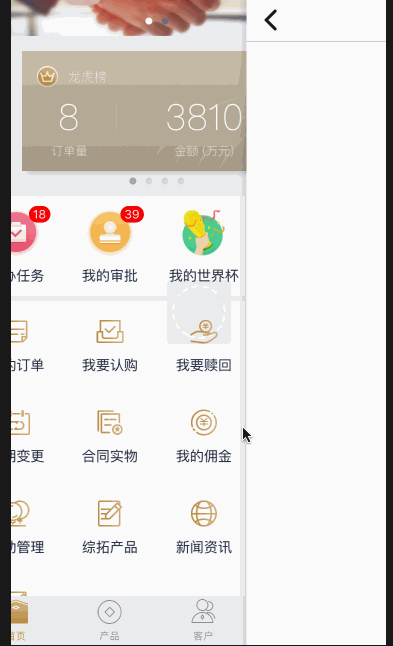 龙虎榜
8 3810
订单量 金额 (万元)
18 39
办任务 我的审批 我的世界杯
的订单 我要认购 我要赎回
期变更 合同实物 我的佣金
动管理 综拓产品 新闻资讯
首页 产品 客户